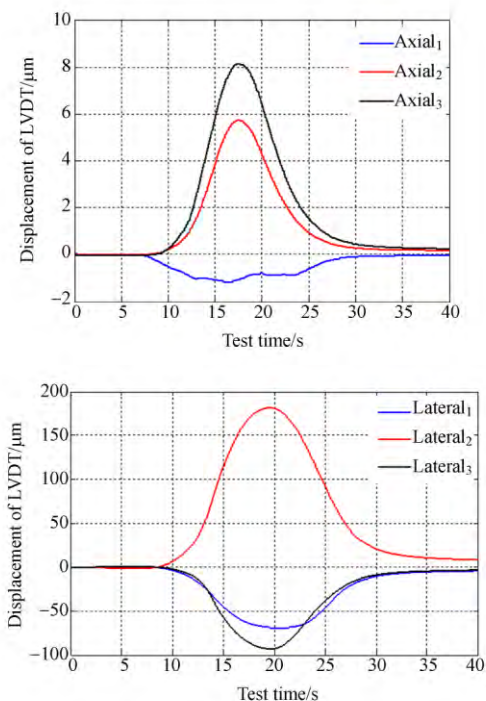 8
6
4
2
0
−2
Displacement of LVDT/μm
Axial₁
Axial₂
Axial₃
0 5 10 15 20 25 30 35 40
Test time/s
200
150
100
50
0
−50
−100
Displacement of LVDT/μm
Lateral₁
Lateral₂
Lateral₃
0 5 10 15 20 25 30 35 40
Test time/s